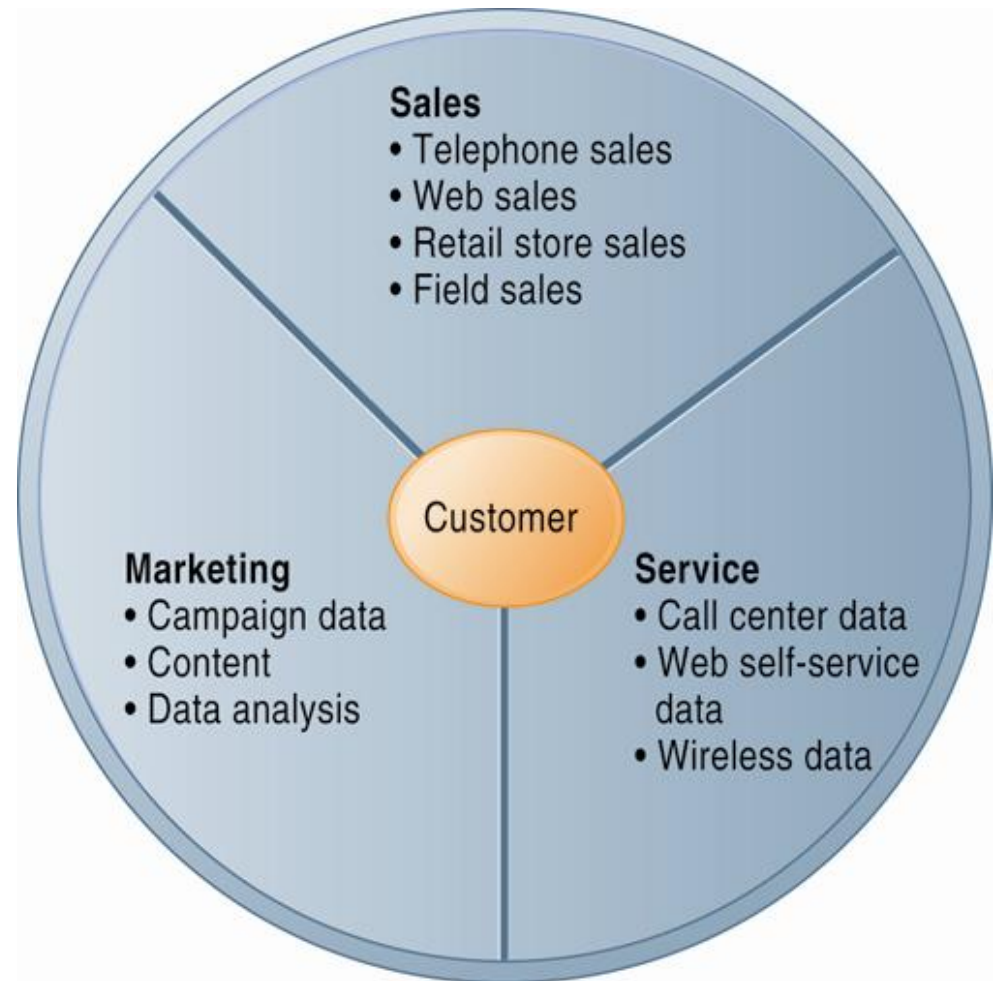 Sales
• Telephone sales
• Web sales
• Retail store sales
• Field sales
Customer
Marketing
• Campaign data
• Content
• Data analysis
Service
• Call center data
• Web self-service
data
• Wireless data